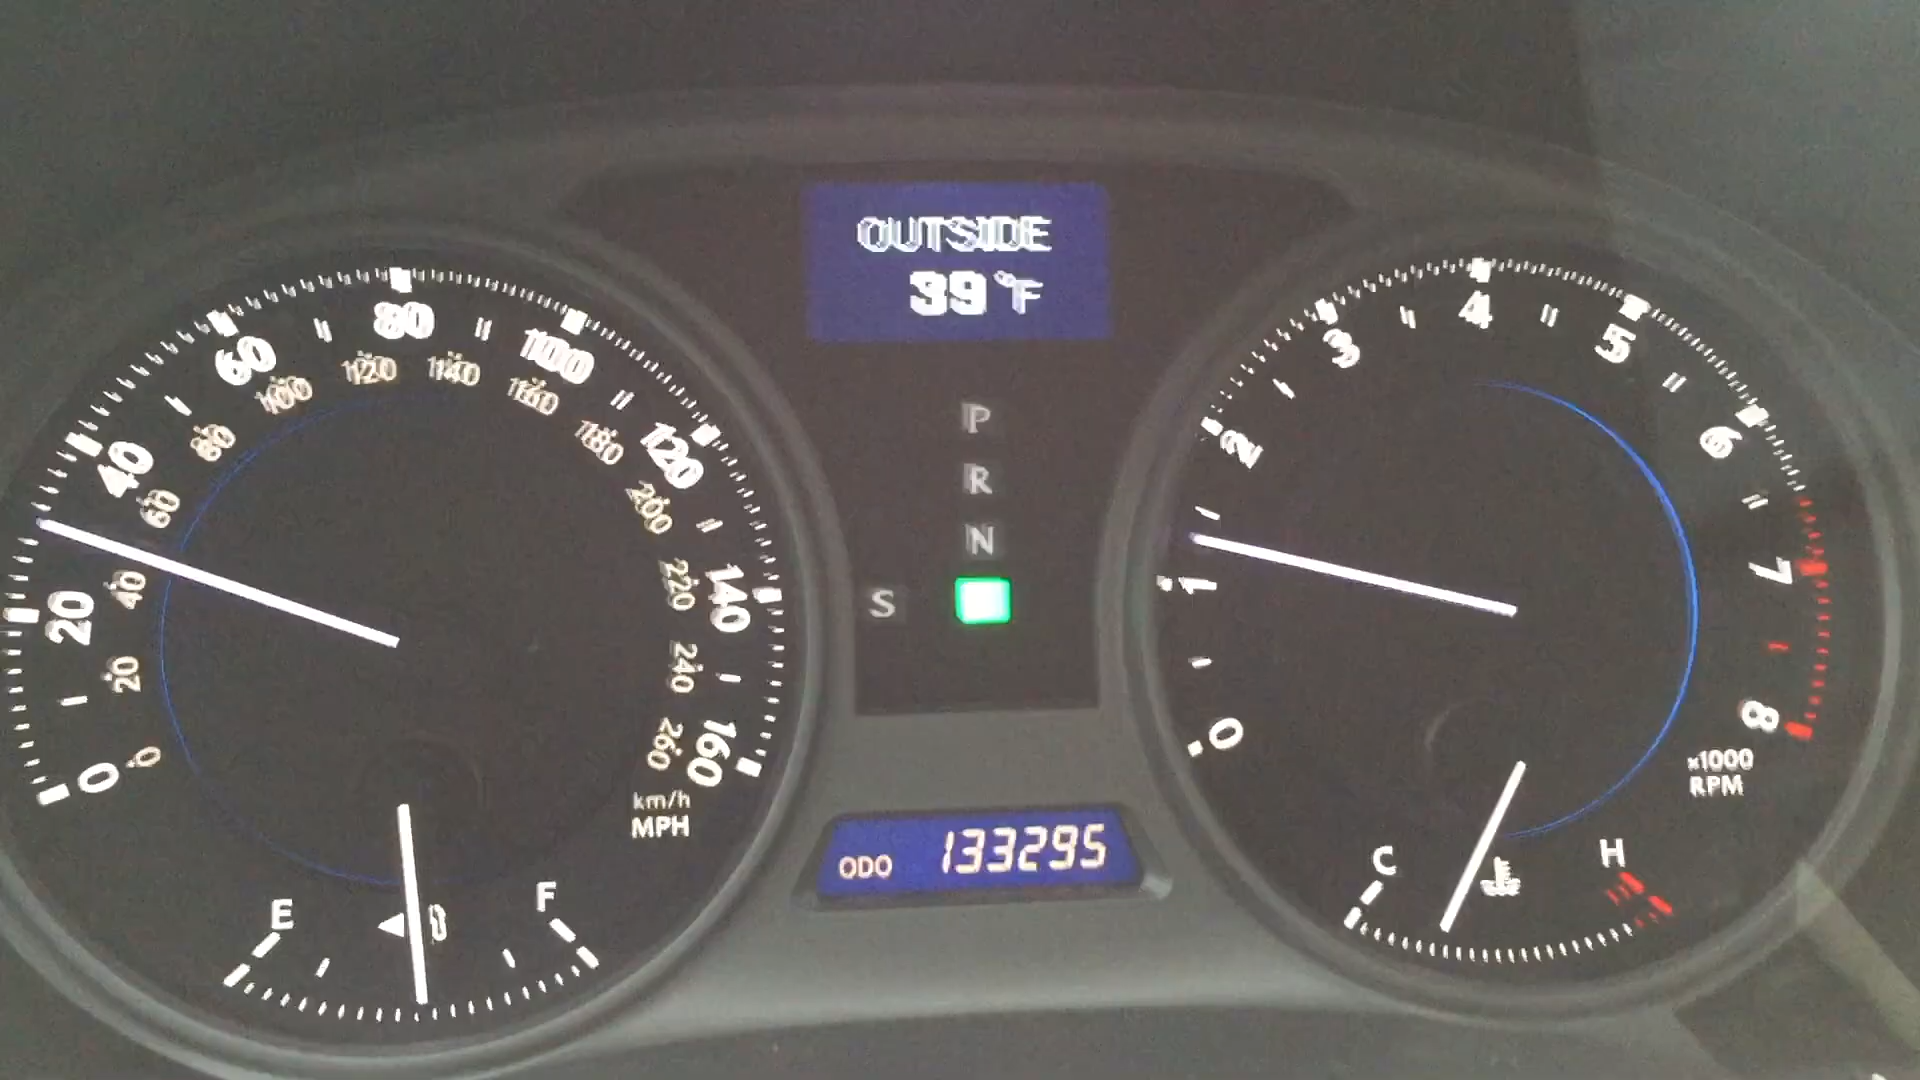 OUTSIDE
39°F
0 20 40 60 80 100 120 140 160
0 20 40 60 80 100 120 140 160 180 200 220 240 260
km/h
MPH
E F
P
R
N
S
ODO 133295
0 1 2 3 4 5 6 7 8
x1000
RPM
C H